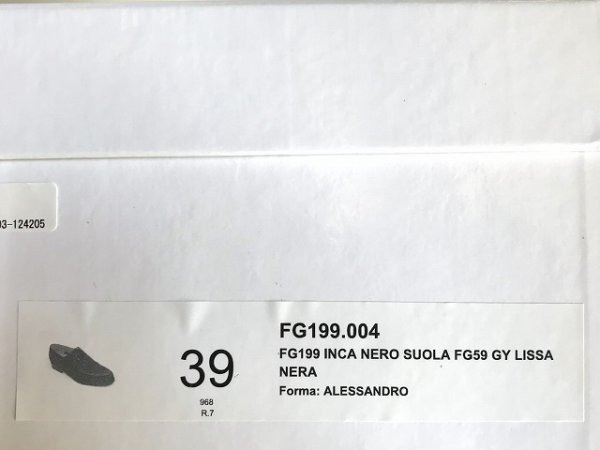 03-124205
FG199.004
39
FG199 INCA NERO SUOLA FG59 GY LISSA
NERA
Forma: ALESSANDRO
968
R.7